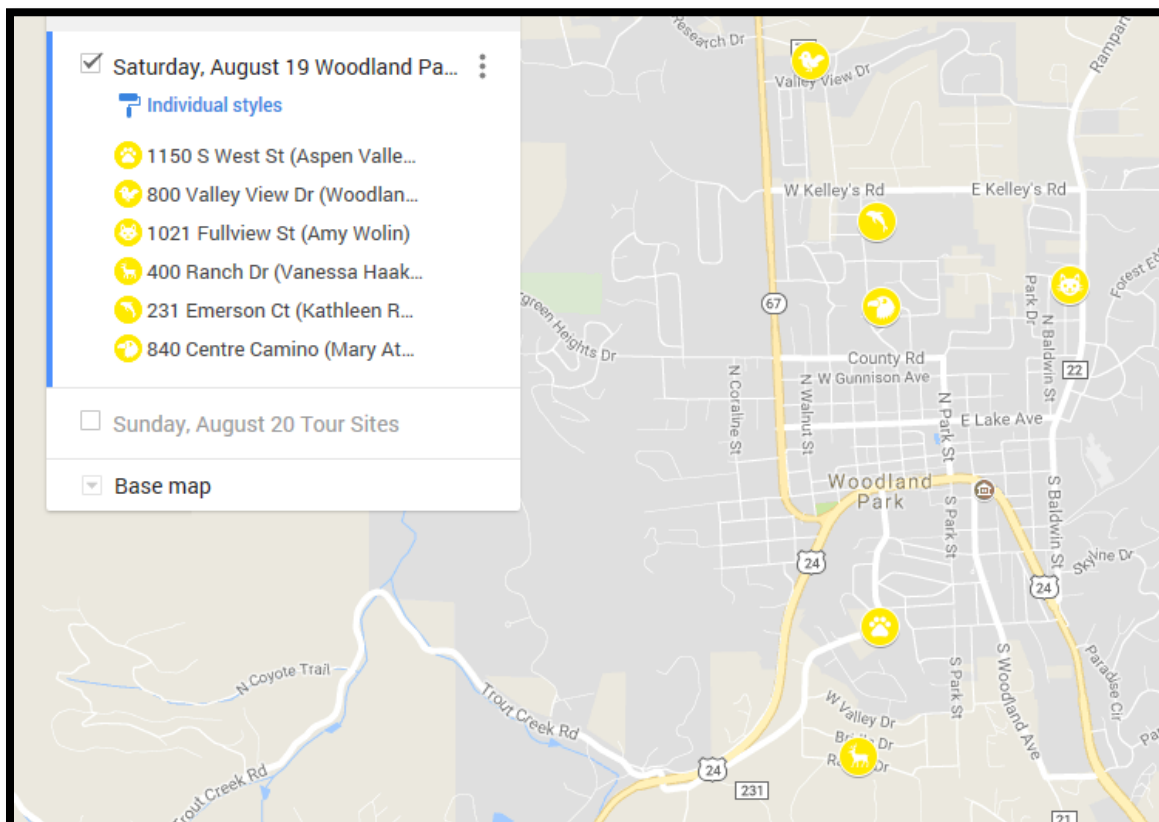 Saturday, August 19 Woodland Pa...
Individual styles
1150 S West St (Aspen Valle...
800 Valley View Dr (Woodlan...
1021 Fullview St (Amy Wolin)
400 Ranch Dr (Vanessa Haak...
231 Emerson Ct (Kathleen R...
840 Centre Camino (Mary At...
Sunday, August 20 Tour Sites
Base map
Research Dr
Valley View Dr
Rampart
W Kelley's Rd
E Kelley's Rd
Forest
Park Dr
67
green Heights Dr
County Rd
N Baldwin St
22
W Gunnison Ave
N Coraline St
N Walnut St
N Park St
E Lake Ave
Woodland
Park
S Park St
S Baldwin St
Skyline Dr
24
24
N Coyote Trail
Trout Creek Rd
S Park St
S Woodland Ave
Paradise Cir
W Valley Dr
Dr
Dr
24
231
Trout Creek Rd
21